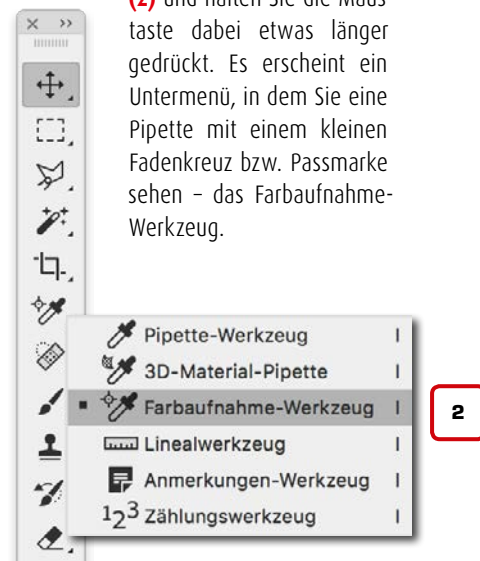 (2) und halten Sie die Maus
taste dabei etwas länger
gedrückt. Es erscheint ein
Untermenü, in dem Sie eine
Pipette mit einem kleinen
Fadenkreuz bzw. Passmarke
sehen – das Farbaufnahme-
Werkzeug.
Pipette-Werkzeug I
3D-Material-Pipette I
Farbaufnahme-Werkzeug I
2
Linealwerkzeug I
Anmerkungen-Werkzeug I
Zählungswerkzeug I